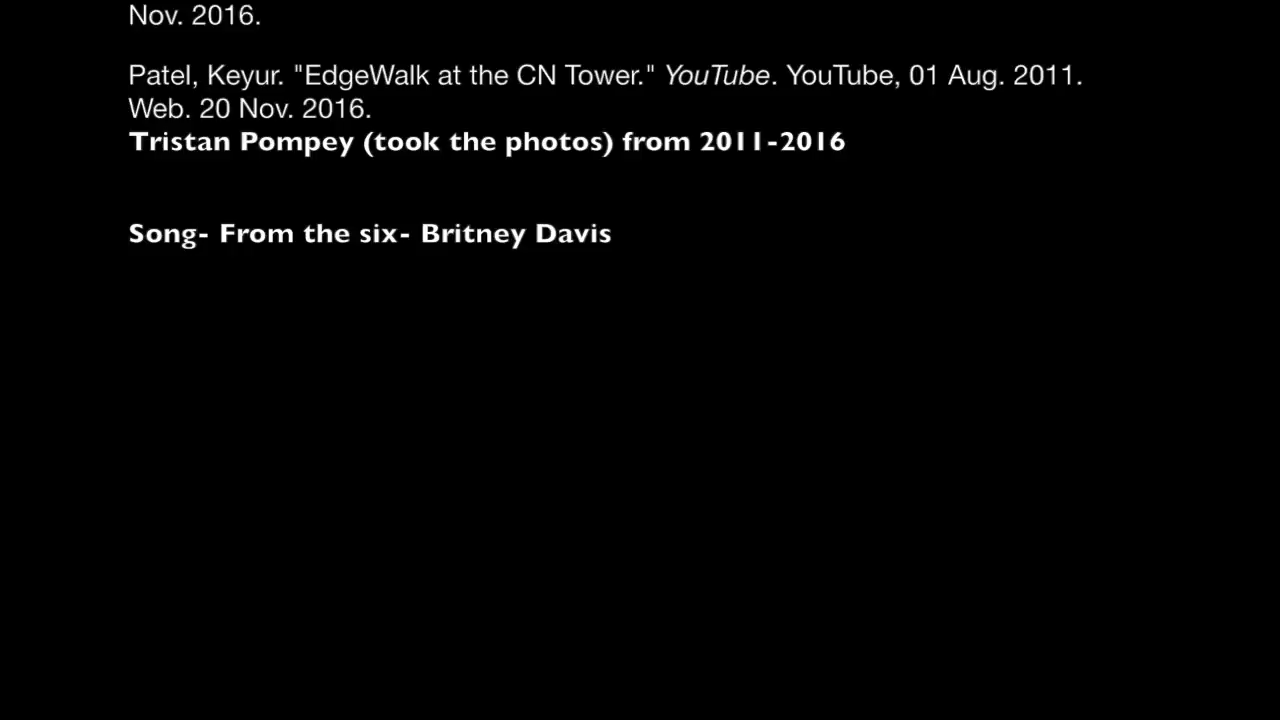 Nov. 2016.
Patel, Keyur. "EdgeWalk at the CN Tower." YouTube. YouTube, 01 Aug. 2011.
Web. 20 Nov. 2016.
Tristan Pompey (took the photos) from 2011-2016
Song- From the six- Britney Davis